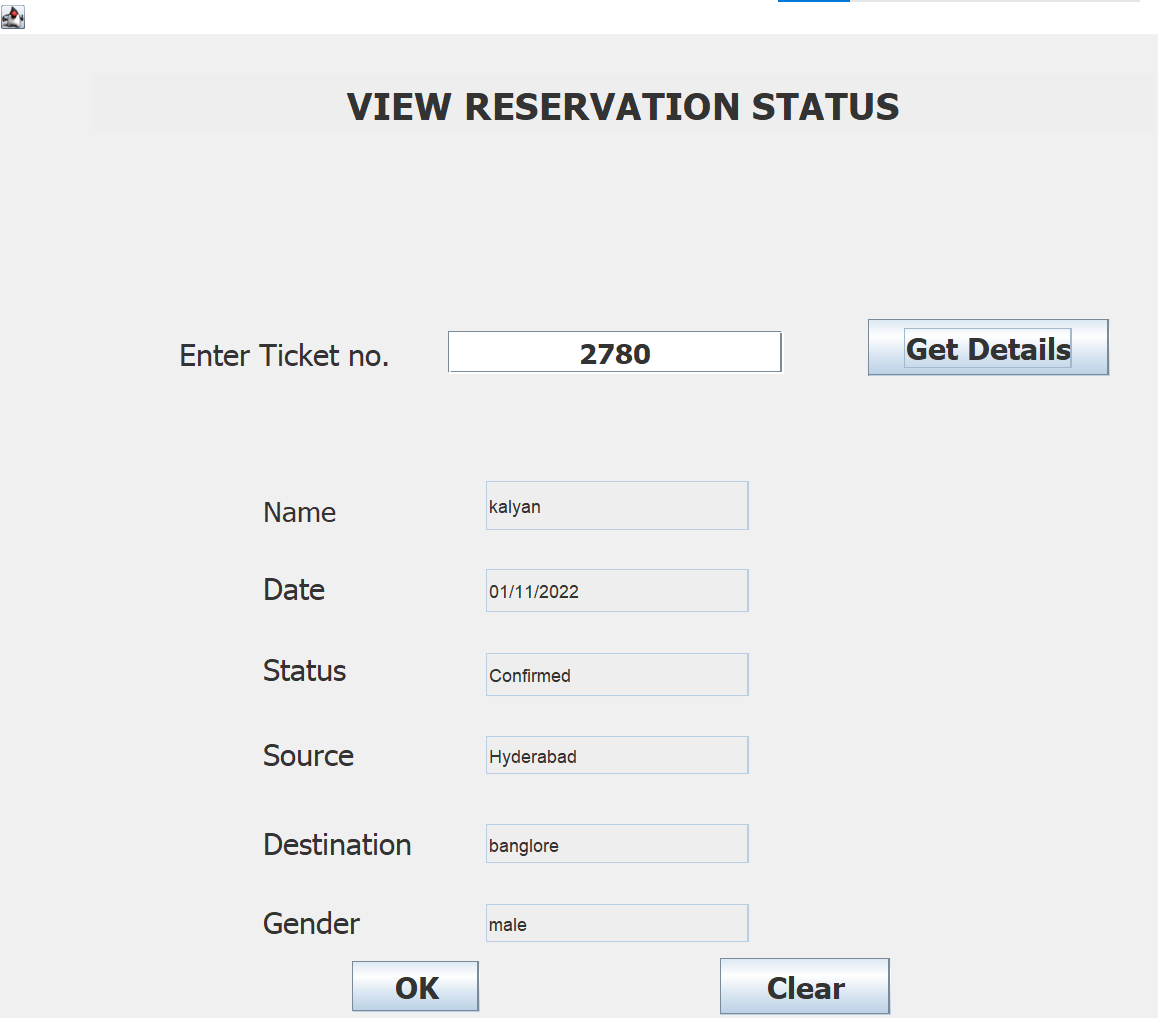 VIEW RESERVATION STATUS
Enter Ticket no. 2780 Get Details
Name kalyan
Date 01/11/2022
Status Confirmed
Source Hyderabad
Destination banglore
Gender male
OK Clear